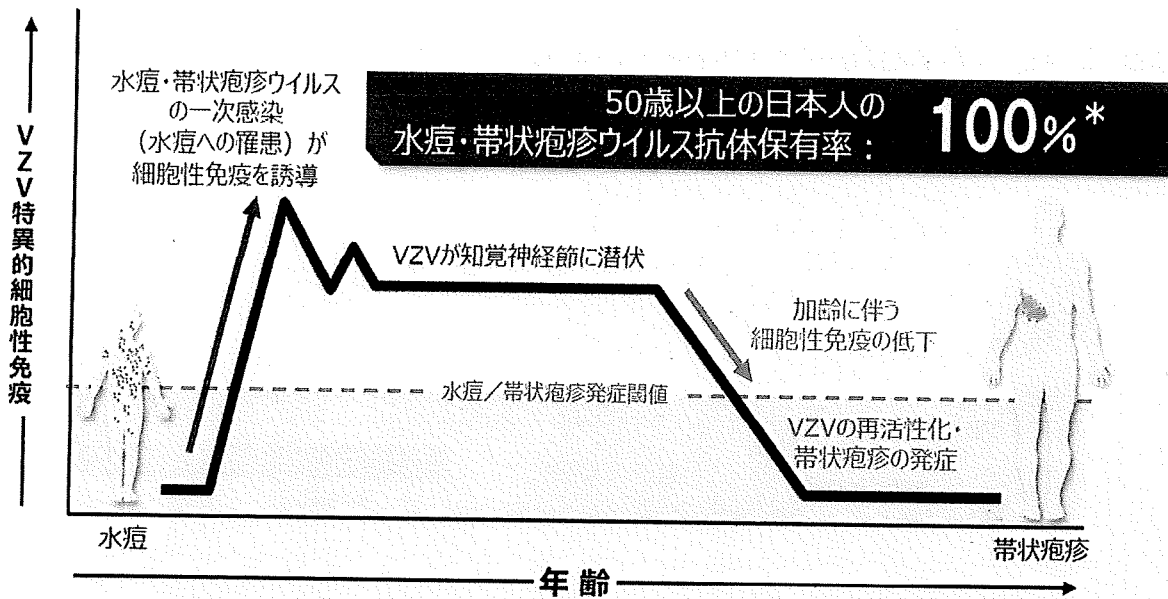 水痘・帯状疱疹ウイルス
の一次感染
（水痘への罹患）が
細胞性免疫を誘導
50歳以上の日本人の
水痘・帯状疱疹ウイルス抗体保有率： 100%*
VZV特異的細胞性免疫
VZVが知覚神経節に潜伏
加齢に伴う
細胞性免疫の低下
水痘／帯状疱疹発症閾値
VZVの再活性化・
帯状疱疹の発症
水痘
帯状疱疹
年齢